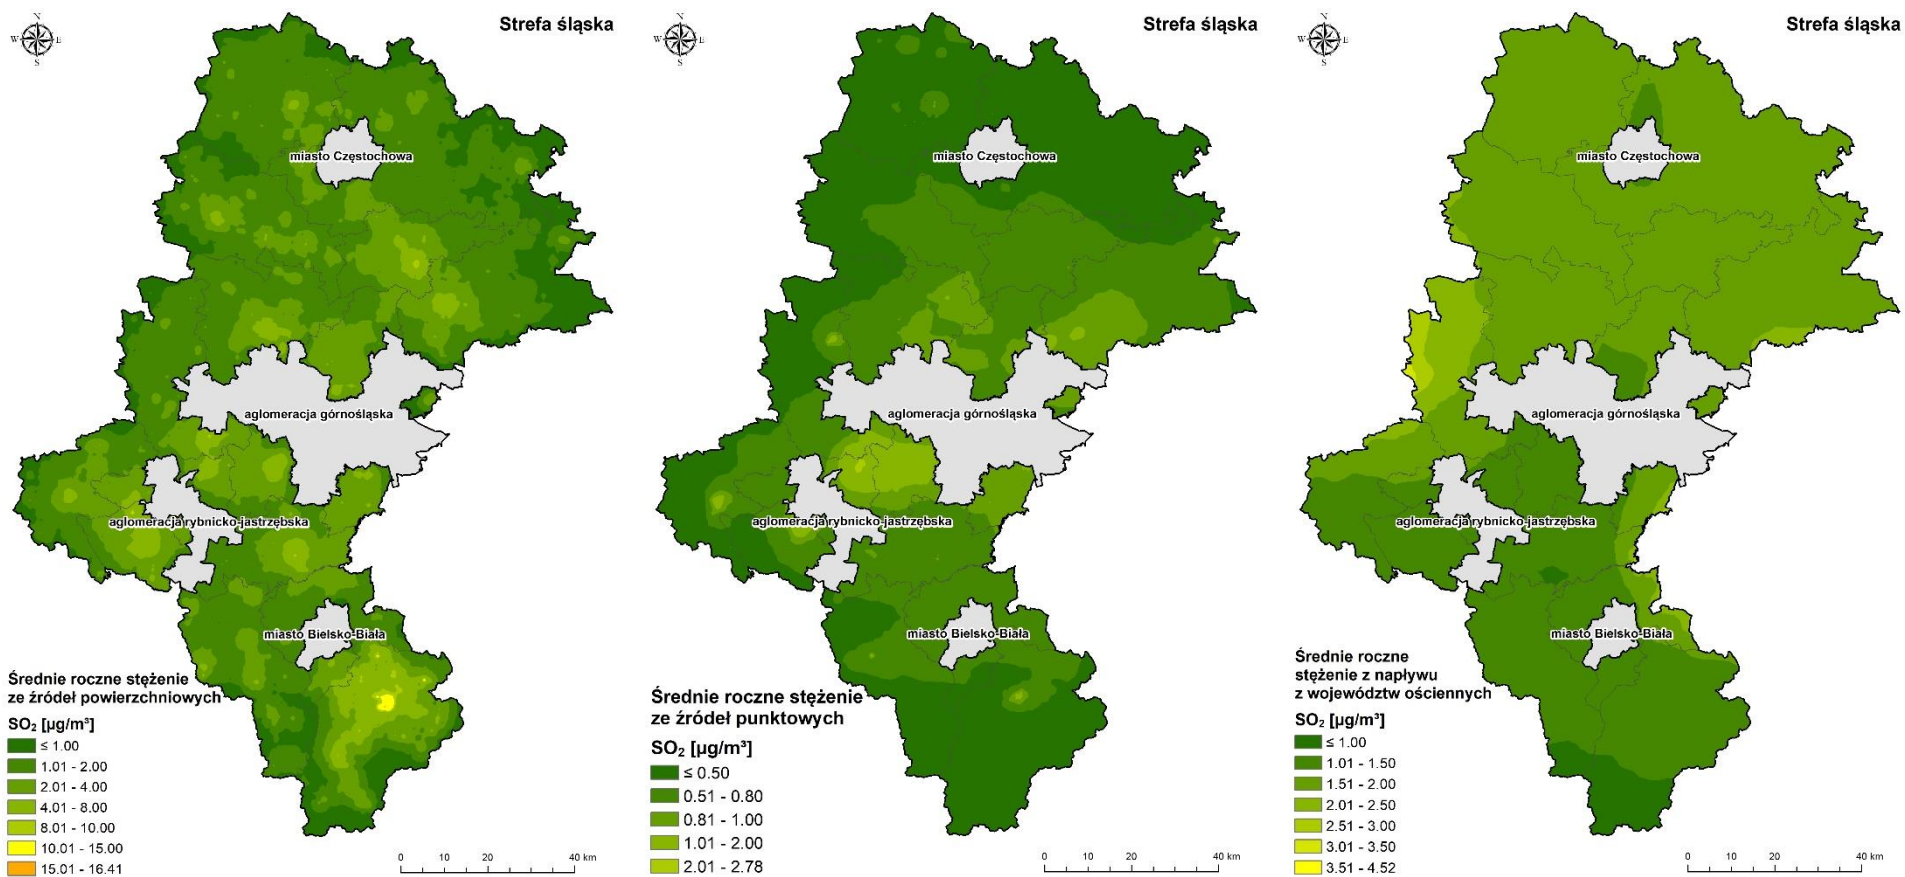 N
W
E
S
Strefa śląska
miasto Częstochowa
aglomeracja górnośląska
aglomeracja rybnicko-jastrzębska
miasto Bielsko-Biała
Średnie roczne stężenie
ze źródeł powierzchniowych
SO₂ [µg/m³]
≤ 1.00
1.01 - 2.00
2.01 - 4.00
4.01 - 8.00
8.01 - 10.00
10.01 - 15.00
15.01 - 16.41
0 10 20 40 km
N
W
E
S
Strefa śląska
miasto Częstochowa
aglomeracja górnośląska
aglomeracja rybnicko-jastrzębska
miasto Bielsko-Biała
Średnie roczne stężenie
ze źródeł punktowych
SO₂ [µg/m³]
≤ 0.50
0.51 - 0.80
0.81 - 1.00
1.01 - 2.00
2.01 - 2.78
0 10 20 40 km
N
W
E
S
Strefa śląska
miasto Częstochowa
aglomeracja górnośląska
aglomeracja rybnicko-jastrzębska
miasto Bielsko-Biała
Średnie roczne
stężenie z napływu
z województw ościennych
SO₂ [µg/m³]
≤ 1.00
1.01 - 1.50
1.51 - 2.00
2.01 - 2.50
2.51 - 3.00
3.01 - 3.50
3.51 - 4.52
0 10 20 40 km